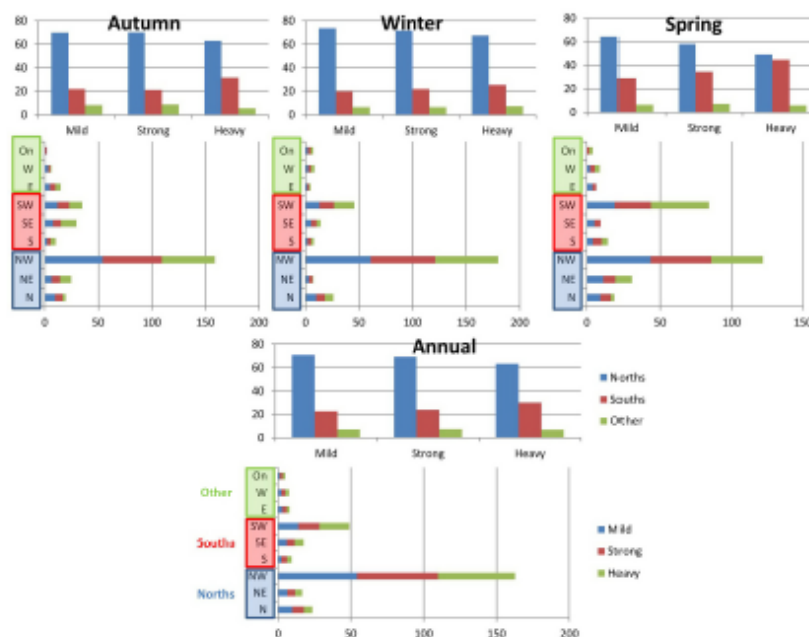 Autumn
80
60
40
20
0
Mild Strong Heavy
On
W
E
SW
SE
S
NW
NE
N
0 50 100 150 200
Winter
80
60
40
20
0
Mild Strong Heavy
On
W
E
SW
SE
S
NW
NE
N
0 50 100 150 200
Spring
80
60
40
20
0
Mild Strong Heavy
On
W
E
SW
SE
S
NW
NE
N
0 50 100 150
Annual
80
60
40
20
0
Mild Strong Heavy
Norths
Souths
Other
Other
Souths
Norths
On
W
E
SW
SE
S
NW
NE
N
0 50 100 150 200
Mild
Strong
Heavy